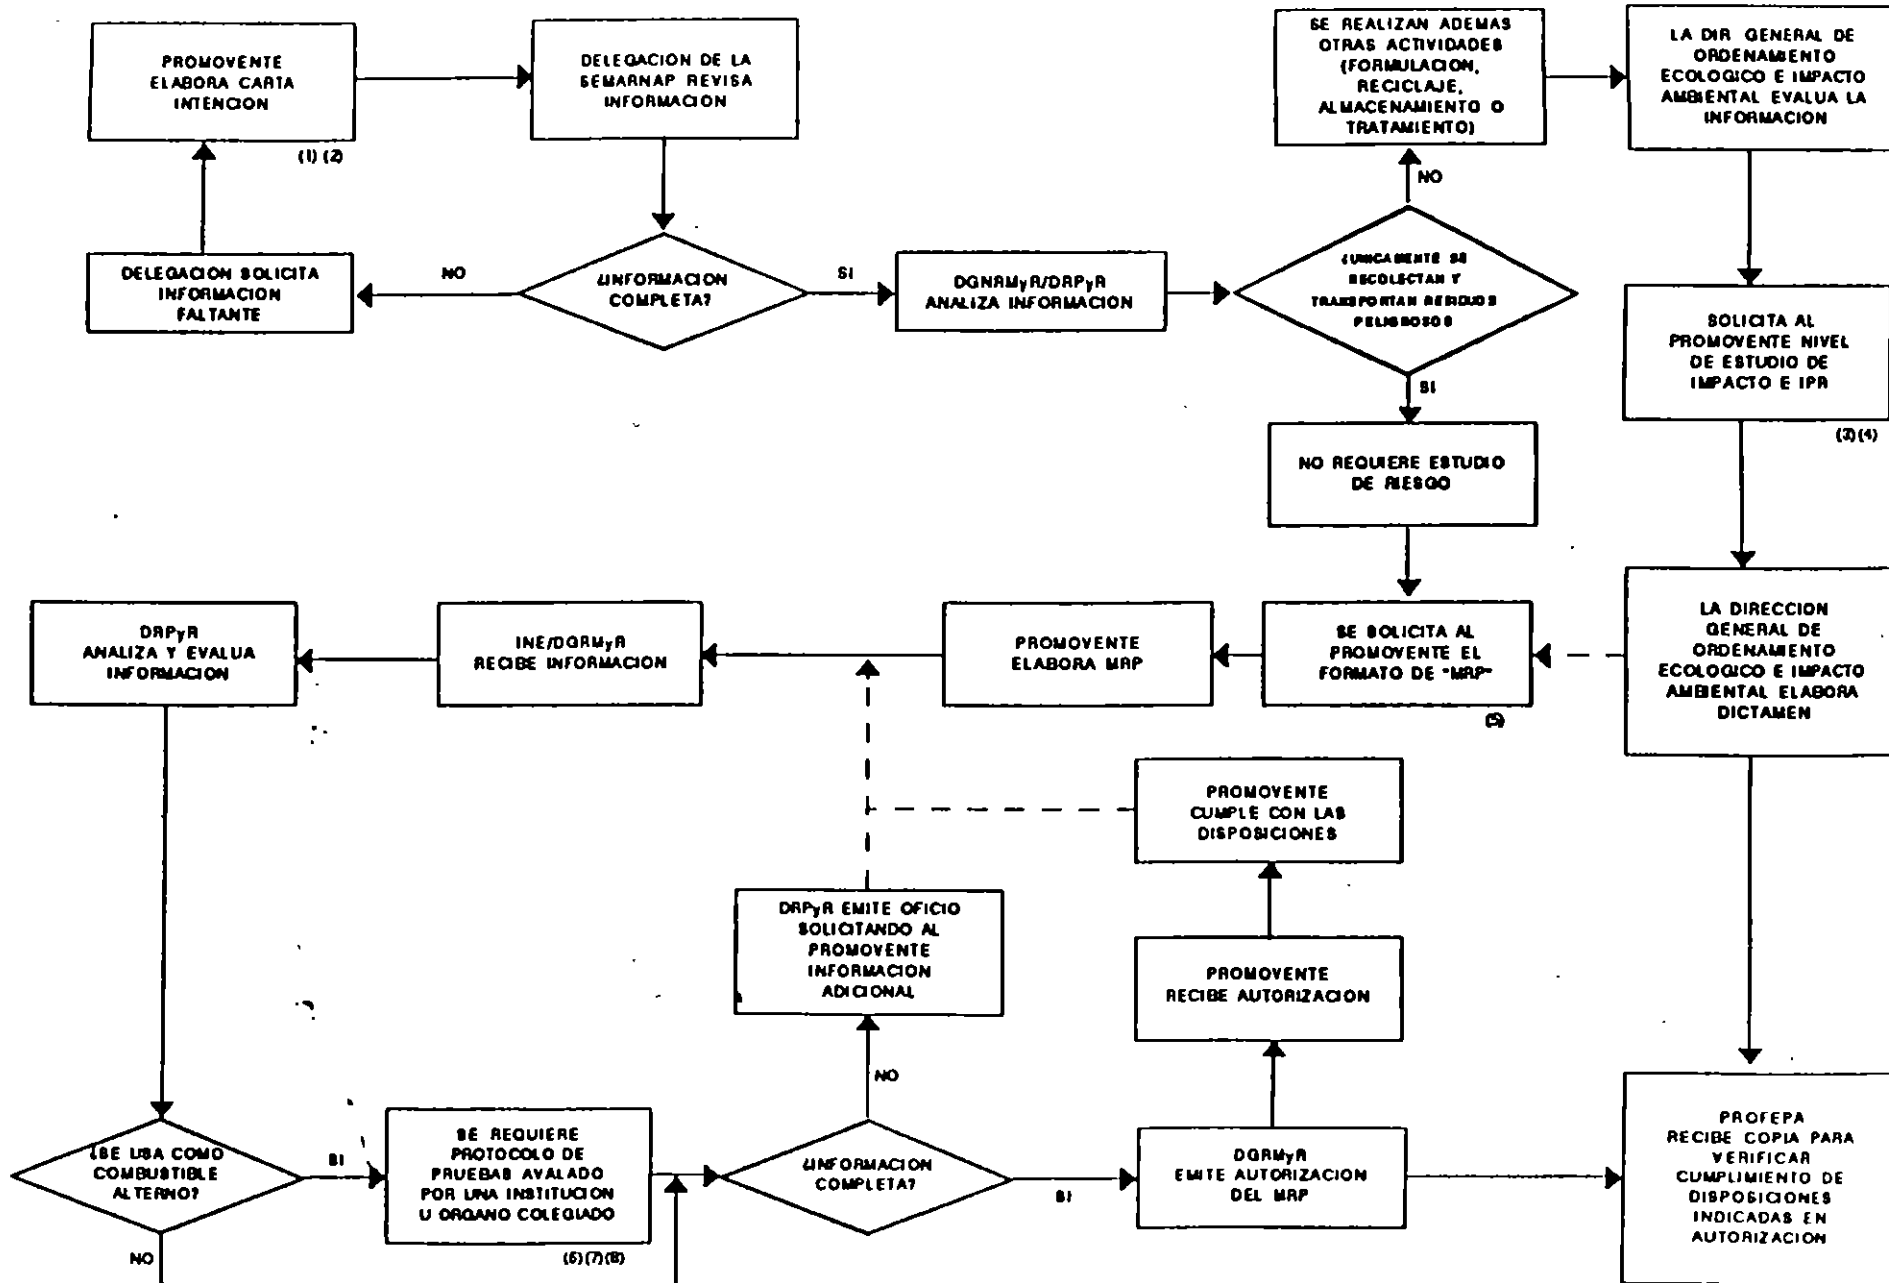 PROMOVENTE
ELABORA CARTA
INTENCION
(1) (2)
DELEGACION DE LA
SEMARNAP REVISA
INFORMACION
SE REALIZAN ADEMAS
OTRAS ACTIVIDADES
(FORMULACION,
RECICLAJE,
ALMACENAMIENTO O
TRATAMIENTO)
LA DIR GENERAL DE
ORDENAMIENTO
ECOLOGICO E IMPACTO
AMBIENTAL EVALUA LA
INFORMACION
NO
DELEGACION SOLICITA
INFORMACION
FALTANTE
NO
¿INFORMACION
COMPLETA?
SI
DGNRMyR/DRPyR
ANALIZA INFORMACION
¿UNICAMENTE SE
RECOLECTAN Y
TRANSPORTAN RESIDUOS
PELIGROSOS
SI
SOLICITA AL
PROMOVENTE NIVEL
DE ESTUDIO DE
IMPACTO E IPR
(3)(4)
NO REQUIERE ESTUDIO
DE RIESGO
DRPyR
ANALIZA Y EVALUA
INFORMACION
INE/DGRMyR
RECIBE INFORMACION
PROMOVENTE
ELABORA MRP
SE SOLICITA AL
PROMOVENTE EL
FORMATO DE "MRP"
(5)
LA DIRECCION
GENERAL DE
ORDENAMIENTO
ECOLOGICO E IMPACTO
AMBIENTAL ELABORA
DICTAMEN
PROMOVENTE
CUMPLE CON LAS
DISPOSICIONES
DRPyR EMITE OFICIO
SOLICITANDO AL
PROMOVENTE
INFORMACION
ADICIONAL
PROMOVENTE
RECIBE AUTORIZACION
NO
¿SE USA COMO
COMBUSTIBLE
ALTERNO?
SI
NO
SE REQUIERE
PROTOCOLO DE
PRUEBAS AVALADO
POR UNA INSTITUCION
U ORGANO COLEGIADO
(6)(7)(8)
¿INFORMACION
COMPLETA?
SI
DGRMyR
EMITE AUTORIZACION
DEL MRP
PROFEPA
RECIBE COPIA PARA
VERIFICAR
CUMPLIMIENTO DE
DISPOSICIONES
INDICADAS EN
AUTORIZACION